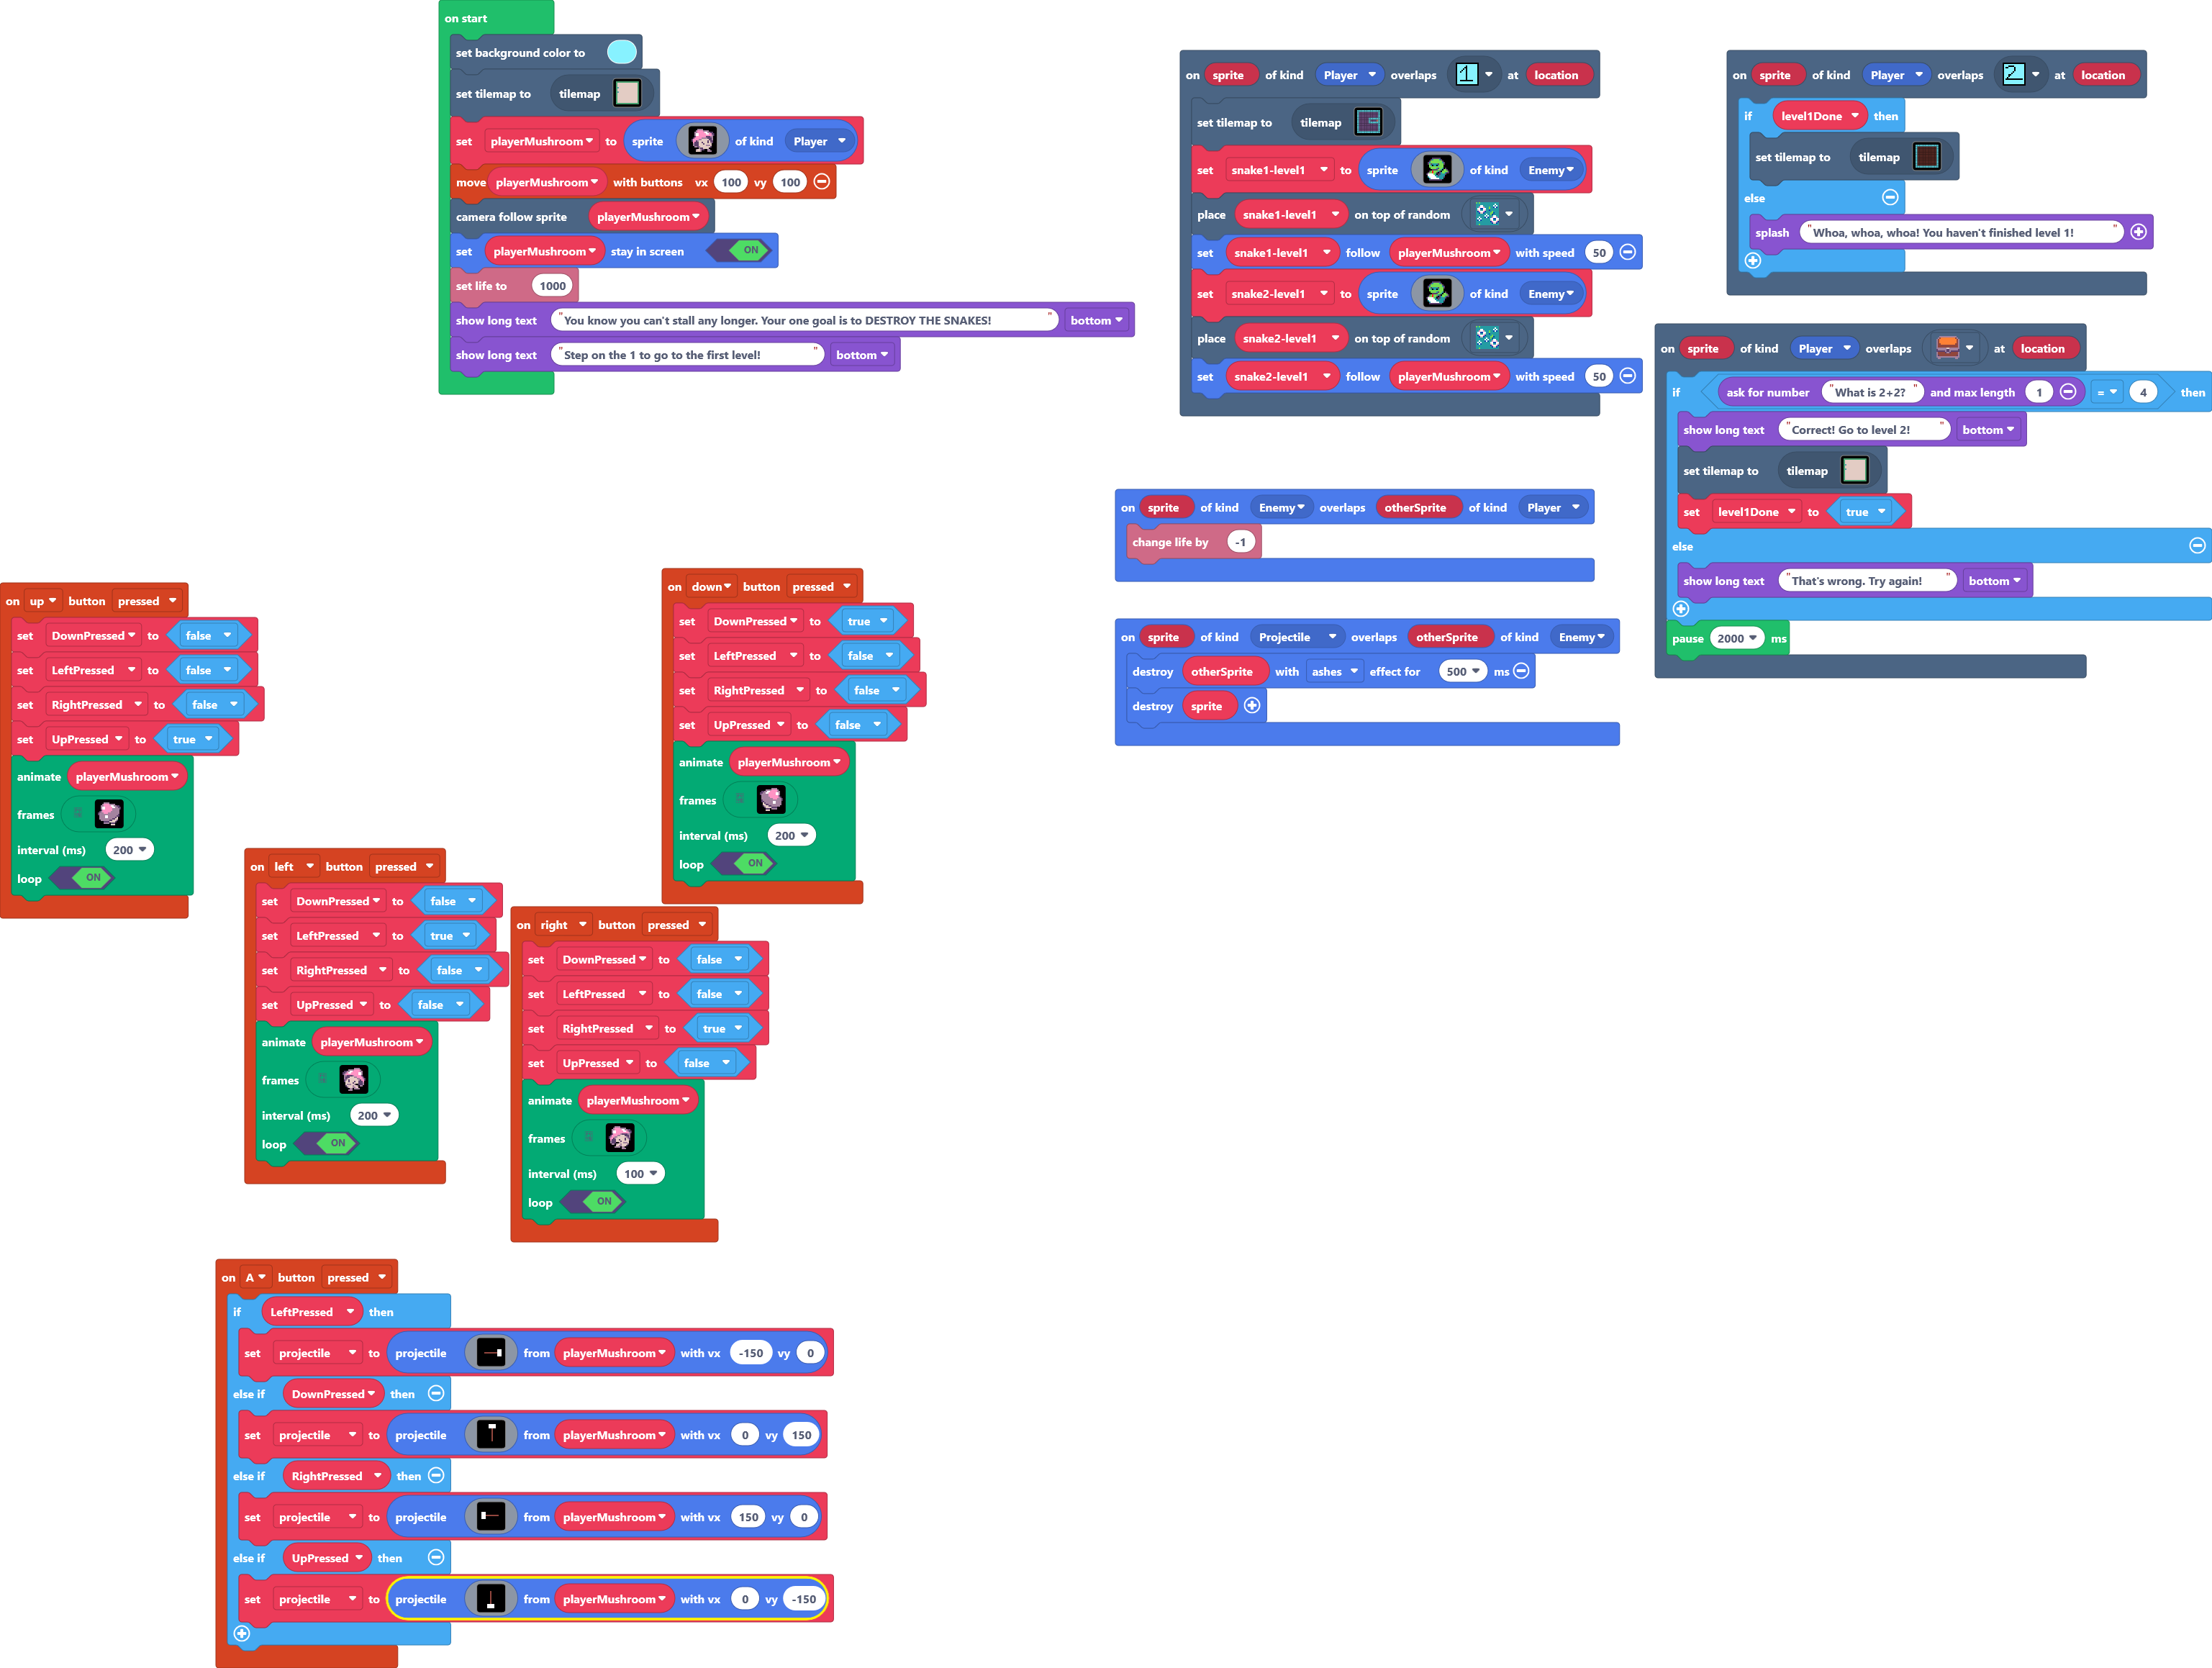 on start
set background color to
set tilemap to tilemap
set playerMushroom to sprite of kind Player
move playerMushroom with buttons vx 100 vy 100
camera follow sprite playerMushroom
set playerMushroom stay in screen ON
set life to 1000
show long text "You know you can't stall any longer. Your one goal is to DESTROY THE SNAKES!" bottom
show long text "Step on the 1 to go to the first level!" bottom
on sprite of kind Player overlaps 1 at location
set tilemap to tilemap
set snake1-level1 to sprite of kind Enemy
place snake1-level1 on top of random
set snake1-level1 follow playerMushroom with speed 50
set snake2-level1 to sprite of kind Enemy
place snake2-level1 on top of random
set snake2-level1 follow playerMushroom with speed 50
on sprite of kind Player overlaps 2 at location
if level1Done then
set tilemap to tilemap
else
splash "Whoa, whoa, whoa! You haven't finished level 1!"
on sprite of kind Player overlaps at location
if ask for number "What is 2+2?" and max length 1 = 4 then
show long text "Correct! Go to level 2!" bottom
set tilemap to tilemap
set level1Done to true
else
show long text "That's wrong. Try again!" bottom
pause 2000 ms
on sprite of kind Enemy overlaps otherSprite of kind Player
change life by -1
on sprite of kind Projectile overlaps otherSprite of kind Enemy
destroy otherSprite with ashes effect for 500 ms
destroy sprite
on up button pressed
set DownPressed to false
set LeftPressed to false
set RightPressed to false
set UpPressed to true
animate playerMushroom
frames
interval (ms) 200
loop ON
on down button pressed
set DownPressed to true
set LeftPressed to false
set RightPressed to false
set UpPressed to false
animate playerMushroom
frames
interval (ms) 200
loop ON
on left button pressed
set DownPressed to false
set LeftPressed to true
set RightPressed to false
set UpPressed to false
animate playerMushroom
frames
interval (ms) 200
loop ON
on right button pressed
set DownPressed to false
set LeftPressed to false
set RightPressed to true
set UpPressed to false
animate playerMushroom
frames
interval (ms) 100
loop ON
on A button pressed
if LeftPressed then
set projectile to projectile from playerMushroom with vx -150 vy 0
else if DownPressed then
set projectile to projectile from playerMushroom with vx 0 vy 150
else if RightPressed then
set projectile to projectile from playerMushroom with vx 150 vy 0
else if UpPressed then
set projectile to projectile from playerMushroom with vx 0 vy -150